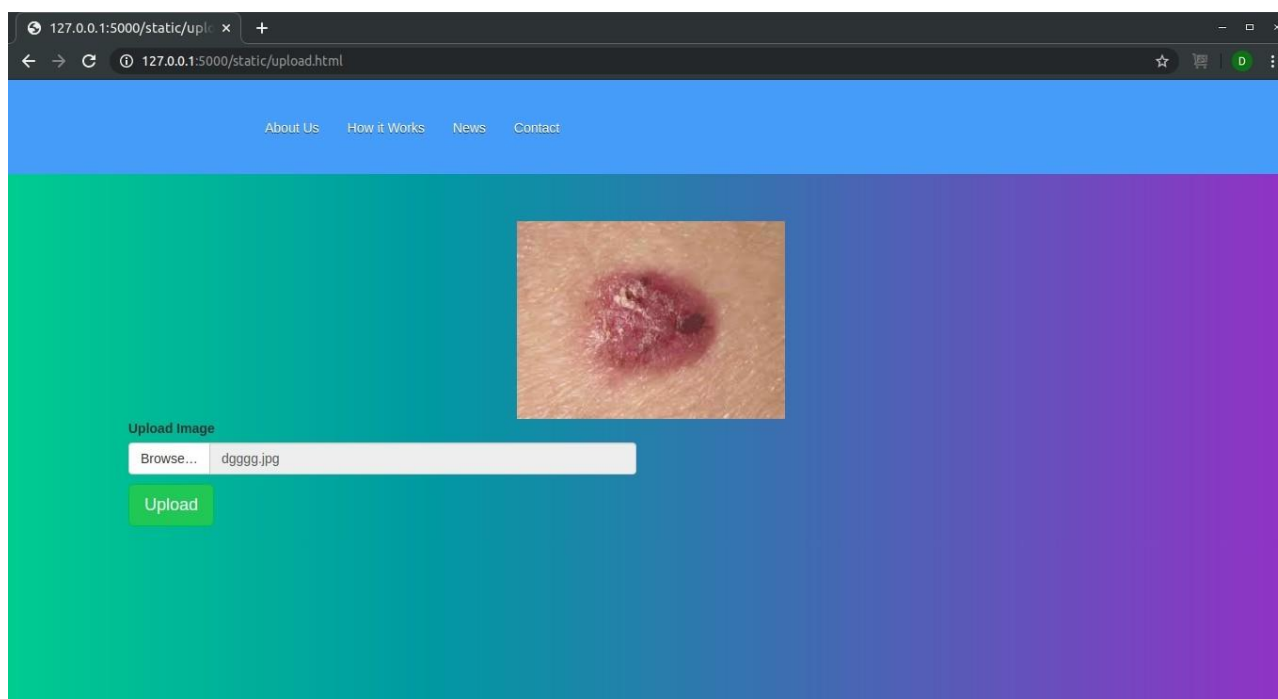 127.0.0.1:5000/static/uplo
127.0.0.1:5000/static/upload.html
D
About Us How it Works News Contact
Upload Image
Browse... dgggg.jpg
Upload